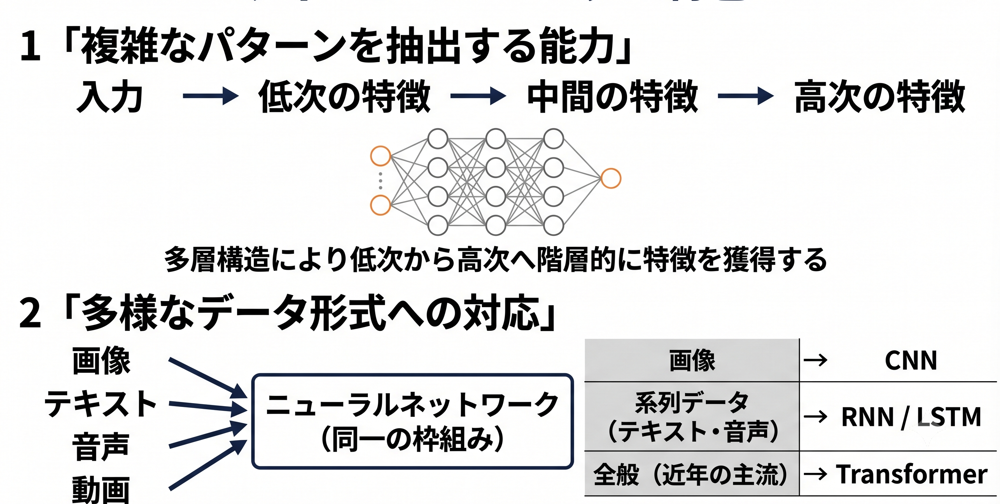 1「複雑なパターンを抽出する能力」
入力 → 低次の特徴 → 中間の特徴 → 高次の特徴
多層構造により低次から高次へ階層的に特徴を獲得する
2「多様なデータ形式への対応」
画像
テキスト
音声
動画
ニューラルネットワーク
（同一の枠組み）
画像 → CNN
系列データ
（テキスト・音声） → RNN / LSTM
全般（近年の主流） → Transformer